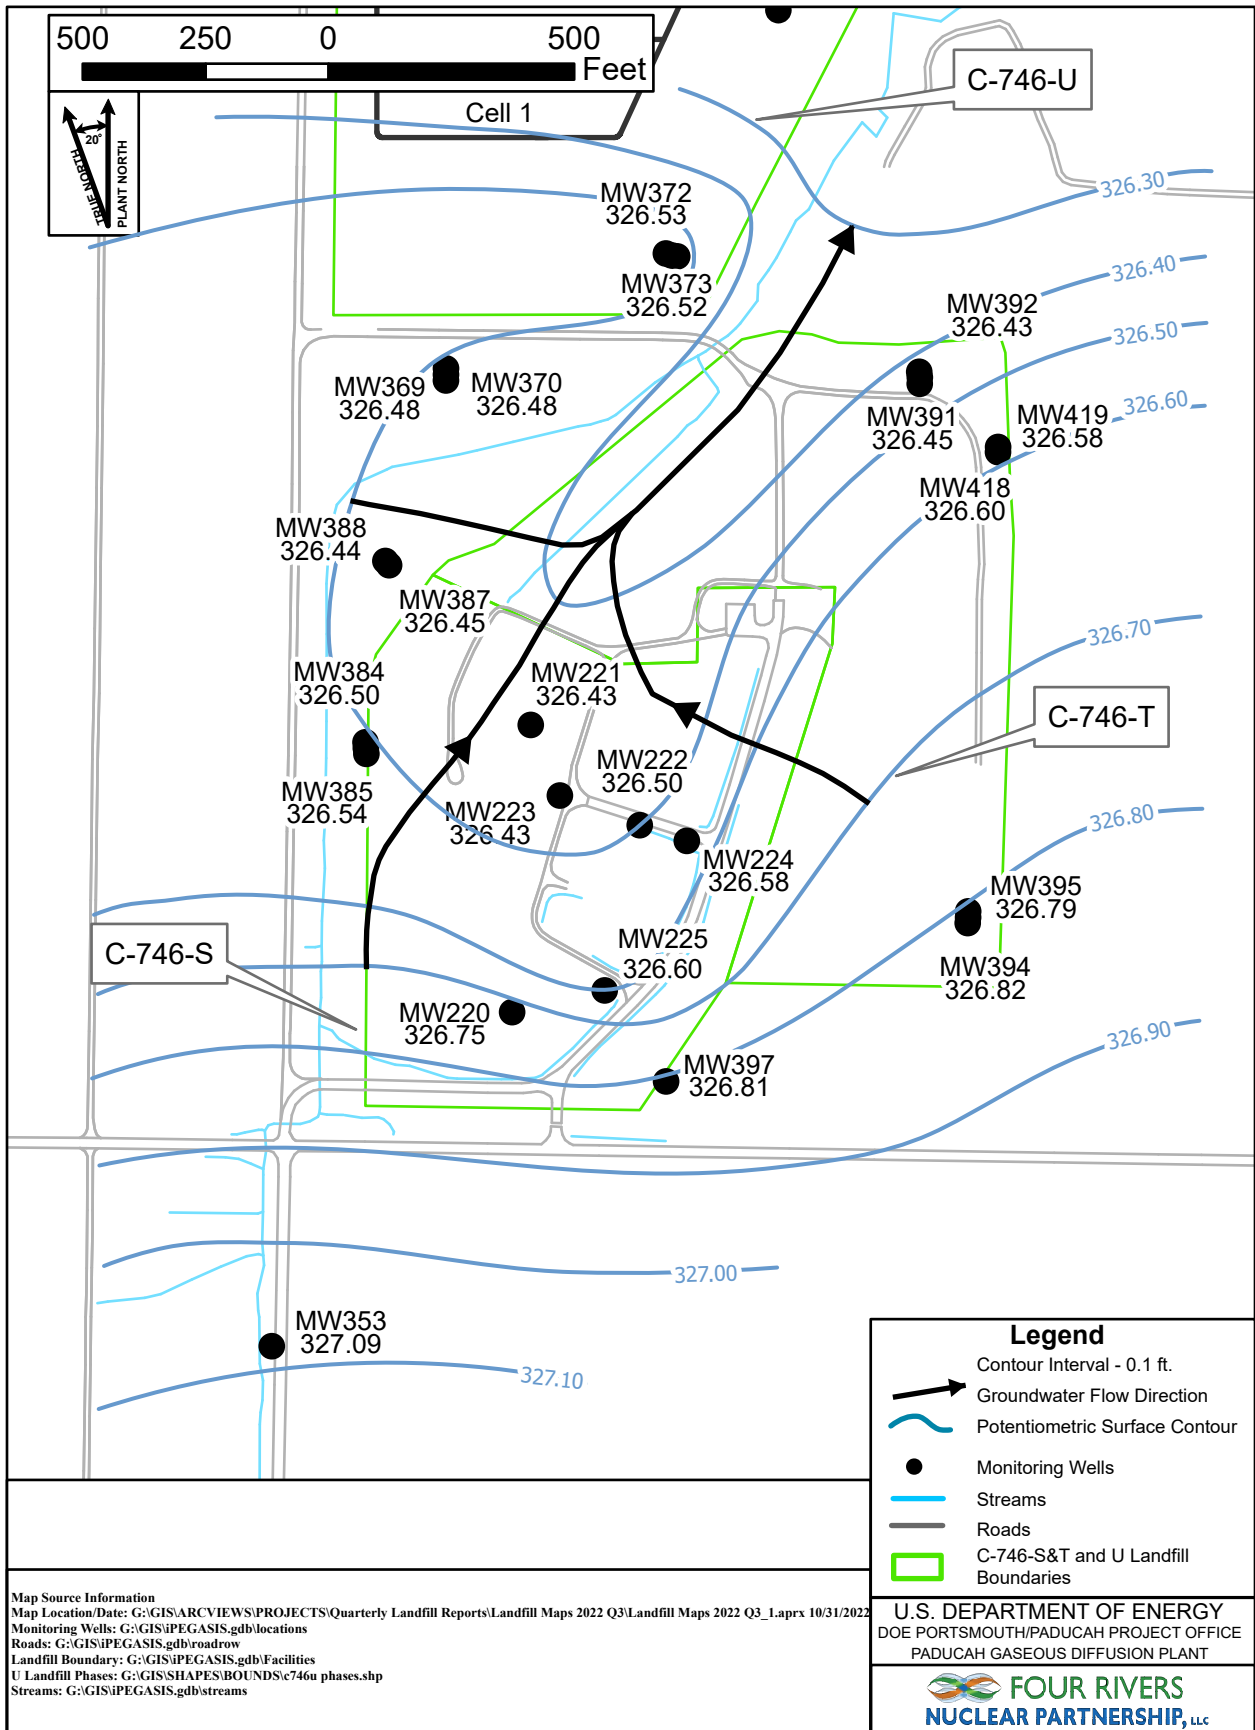 500 250 0 500
Feet
20°
TRUE NORTH
PLANT NORTH
Cell 1
C-746-U
326.30
326.40
326.50
326.60
MW372
326.53
MW373
326.52
MW392
326.43
MW369
326.48
MW370
326.48
MW391
326.45
MW419
326.58
MW418
326.60
MW388
326.44
MW387
326.45
326.70
MW384
326.50
MW221
326.43
C-746-T
MW222
326.50
MW385
326.54
MW223
326.43
326.80
MW224
326.58
MW395
326.79
MW225
326.60
C-746-S
MW394
326.82
MW220
326.75
326.90
MW397
326.81
327.00
MW353
327.09
327.10
Legend
Contour Interval - 0.1 ft.
Groundwater Flow Direction
Potentiometric Surface Contour
Monitoring Wells
Streams
Roads
C-746-S&T and U Landfill
Boundaries
Map Source Information
Map Location/Date: G:\GIS\ARCVIEWS\PROJECTS\Quarterly Landfill Reports\Landfill Maps 2022 Q3\Landfill Maps 2022 Q3_1.aprx 10/31/2022
Monitoring Wells: G:\GIS\iPEGASIS.gdb\locations
Roads: G:\GIS\iPEGASIS.gdb\roadrow
Landfill Boundary: G:\GIS\iPEGASIS.gdb\Facilities
U Landfill Phases: G:\GIS\SHAPES\BOUNDS\c746u phases.shp
Streams: G:\GIS\iPEGASIS.gdb\streams
U.S. DEPARTMENT OF ENERGY
DOE PORTSMOUTH/PADUCAH PROJECT OFFICE
PADUCAH GASEOUS DIFFUSION PLANT
FOUR RIVERS
NUCLEAR PARTNERSHIP, LLC